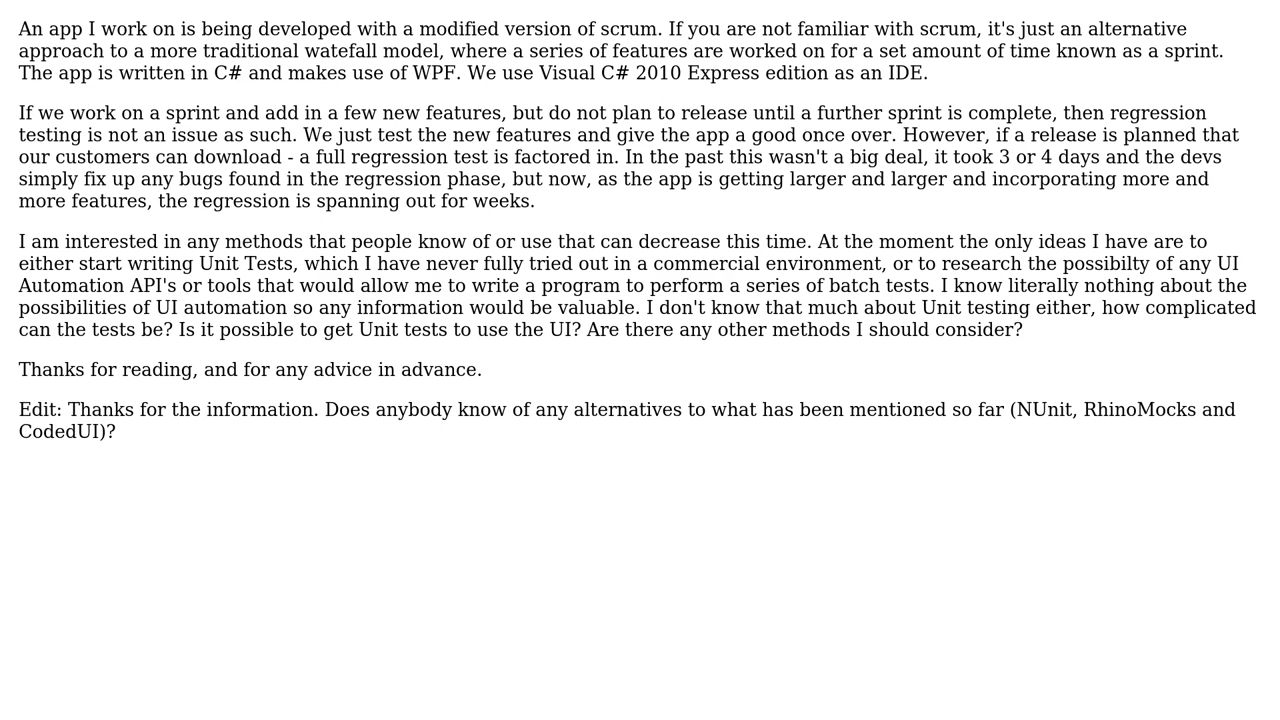 An app I work on is being developed with a modified version of scrum. If you are not familiar with scrum, it's just an alternative
approach to a more traditional watefall model, where a series of features are worked on for a set amount of time known as a sprint.
The app is written in C# and makes use of WPF. We use Visual C# 2010 Express edition as an IDE.
If we work on a sprint and add in a few new features, but do not plan to release until a further sprint is complete, then regression
testing is not an issue as such. We just test the new features and give the app a good once over. However, if a release is planned that
our customers can download - a full regression test is factored in. In the past this wasn't a big deal, it took 3 or 4 days and the devs
simply fix up any bugs found in the regression phase, but now, as the app is getting larger and larger and incorporating more and
more features, the regression is spanning out for weeks.
I am interested in any methods that people know of or use that can decrease this time. At the moment the only ideas I have are to
either start writing Unit Tests, which I have never fully tried out in a commercial environment, or to research the possibilty of any UI
Automation API's or tools that would allow me to write a program to perform a series of batch tests. I know literally nothing about the
possibilities of UI automation so any information would be valuable. I don't know that much about Unit testing either, how complicated
can the tests be? Is it possible to get Unit tests to use the UI? Are there any other methods I should consider?
Thanks for reading, and for any advice in advance.
Edit: Thanks for the information. Does anybody know of any alternatives to what has been mentioned so far (NUnit, RhinoMocks and
CodedUI)?